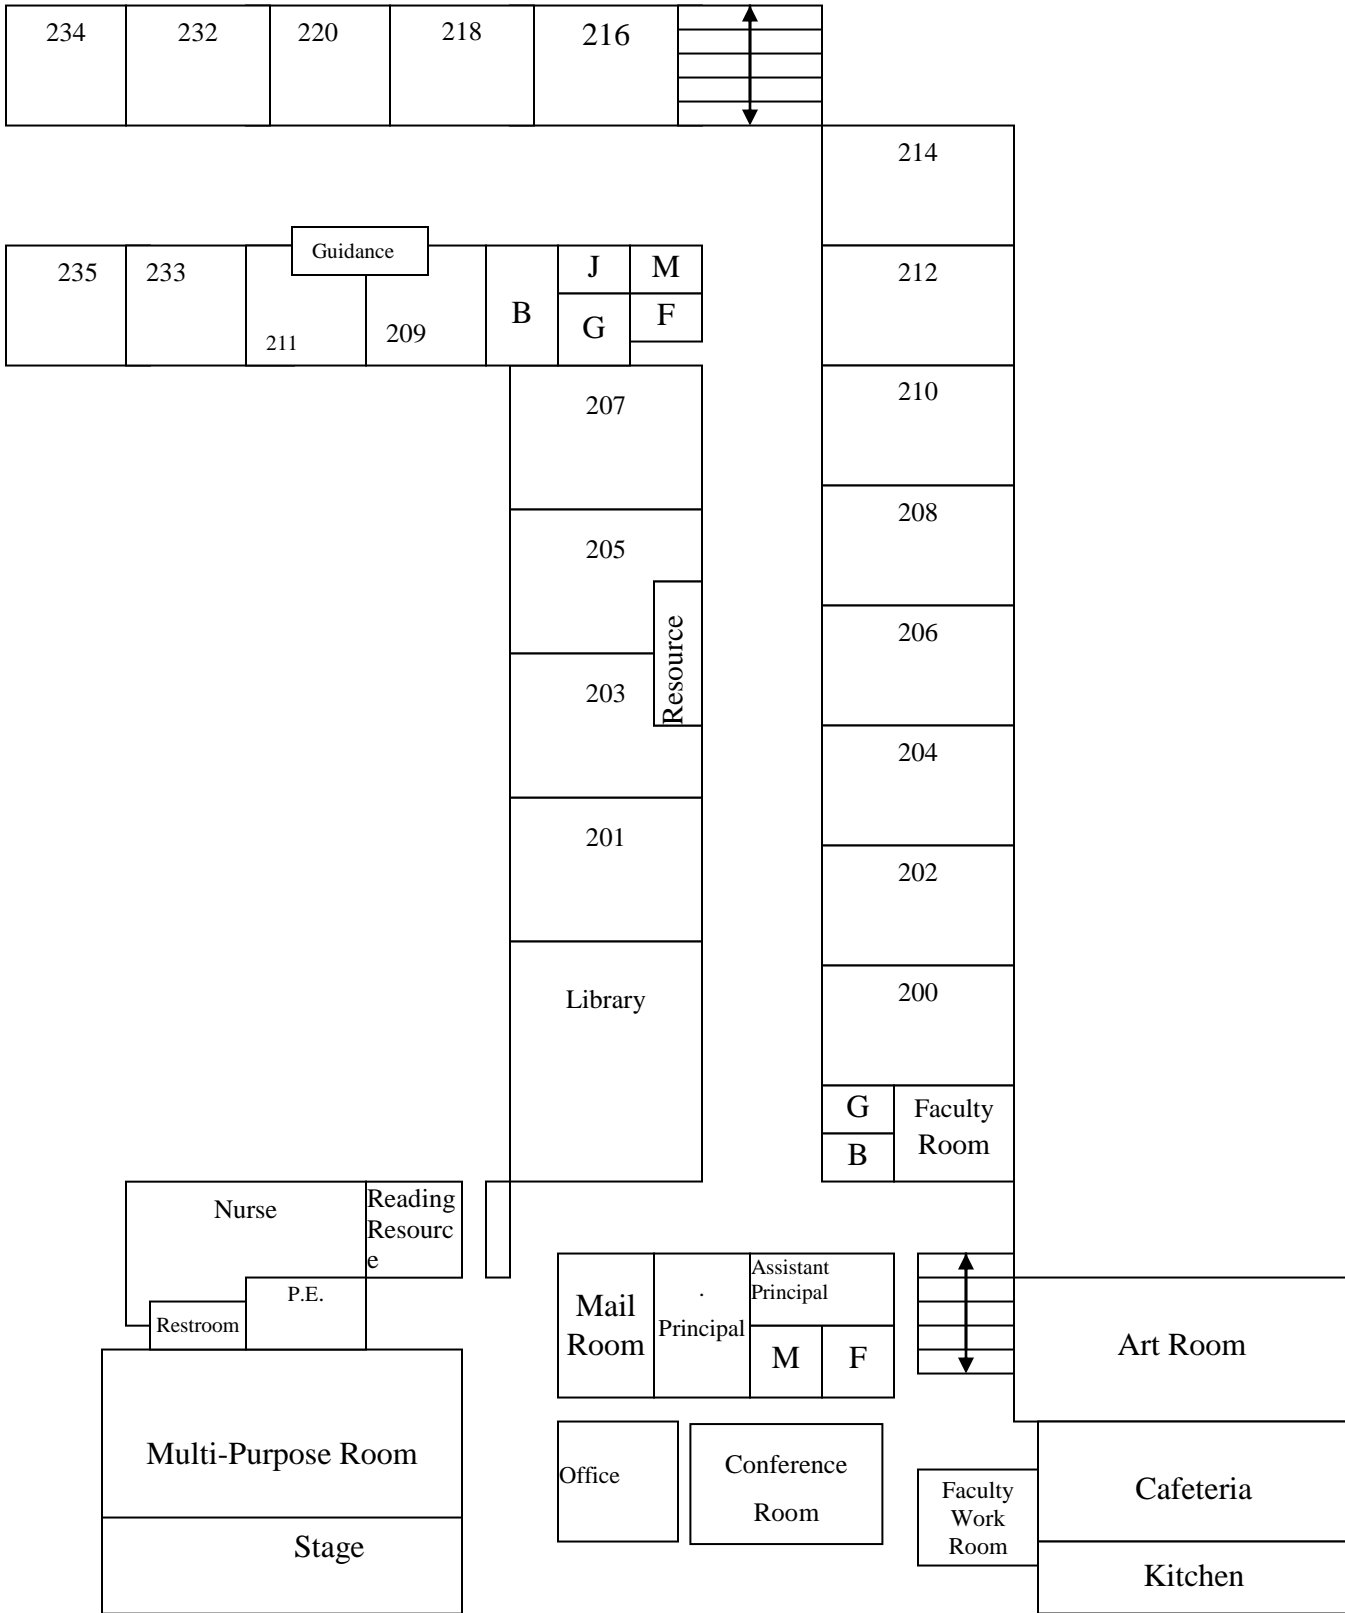 234 232 220 218 216
214
Guidance
235 233 J M 212
B G F
211 209
207 210
205 208
Resource
206
203
204
201
202
Library 200
G Faculty
B Room
Nurse Reading
Resourc
e
P.E.
Restroom
Assistant
Principal
Mail
Room
.
Principal
M F
Art Room
Multi-Purpose Room
Office
Conference
Room
Faculty
Work
Room
Cafeteria
Stage
Kitchen